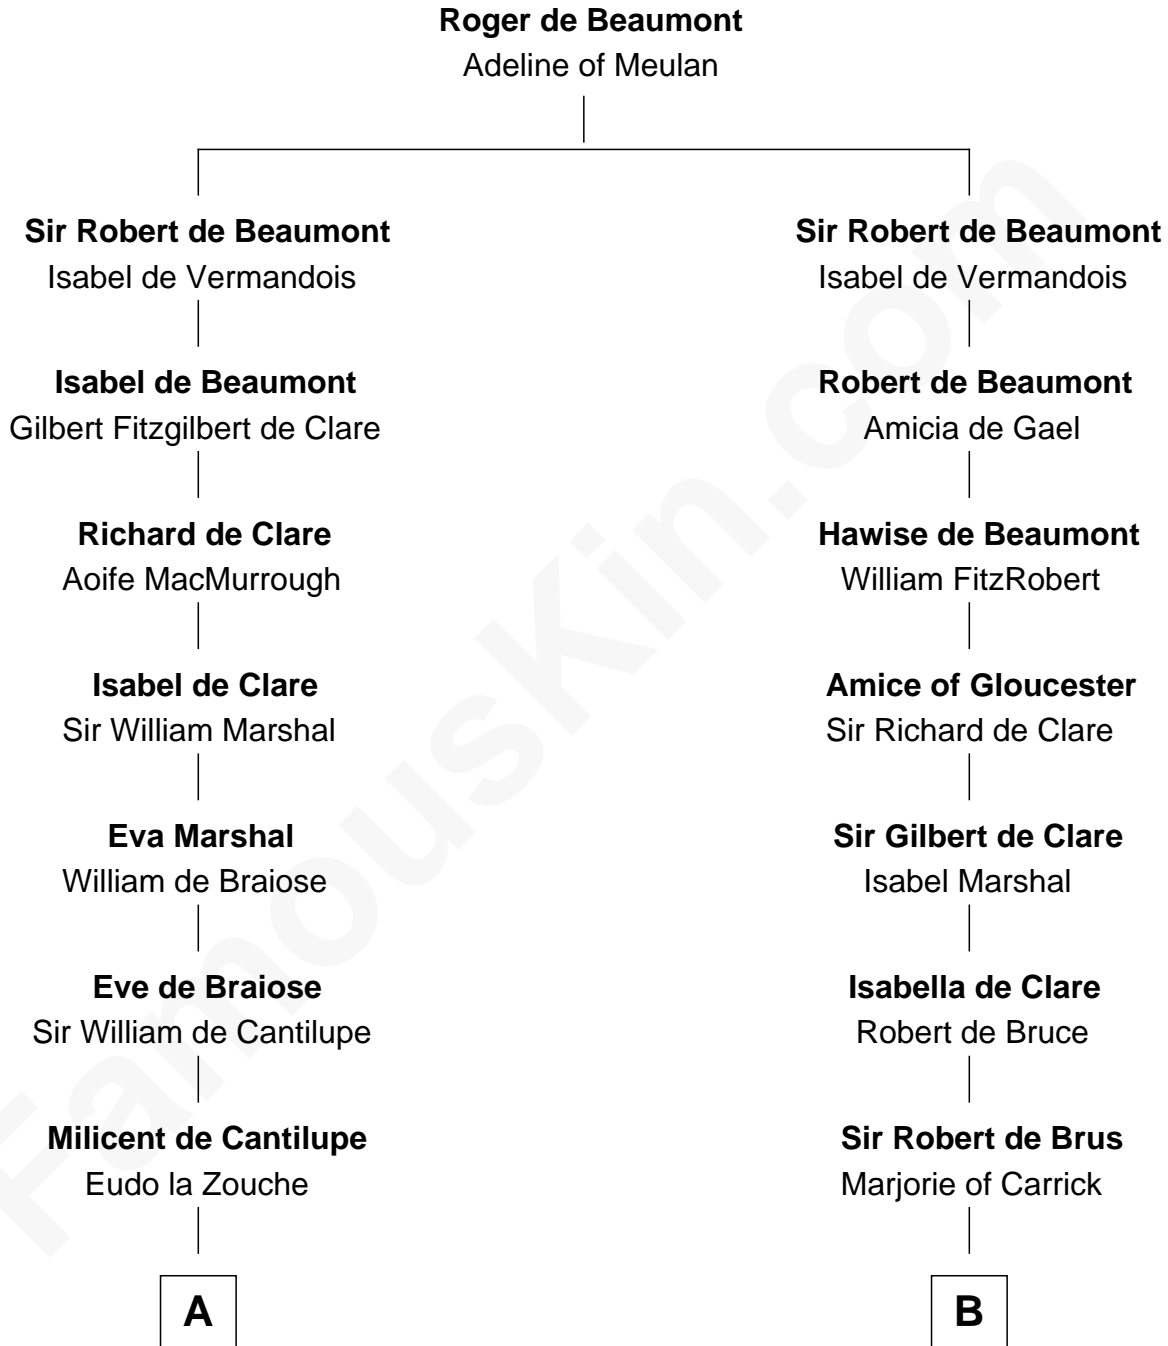 Roger de Beaumont
Adeline of Meulan
Sir Robert de Beaumont
Isabel de Vermandois
Isabel de Beaumont
Gilbert Fitzgilbert de Clare
Richard de Clare
Aoife MacMurrough
Isabel de Clare
Sir William Marshal
Eva Marshal
William de Braiose
Eve de Braiose
Sir William de Cantilupe
Milicent de Cantilupe
Eudo la Zouche
A
Sir Robert de Beaumont
Isabel de Vermandois
Robert de Beaumont
Amicia de Gael
Hawise de Beaumont
William FitzRobert
Amice of Gloucester
Sir Richard de Clare
Sir Gilbert de Clare
Isabel Marshal
Isabella de Clare
Robert de Bruce
Sir Robert de Brus
Marjorie of Carrick
B
FamousKin.com